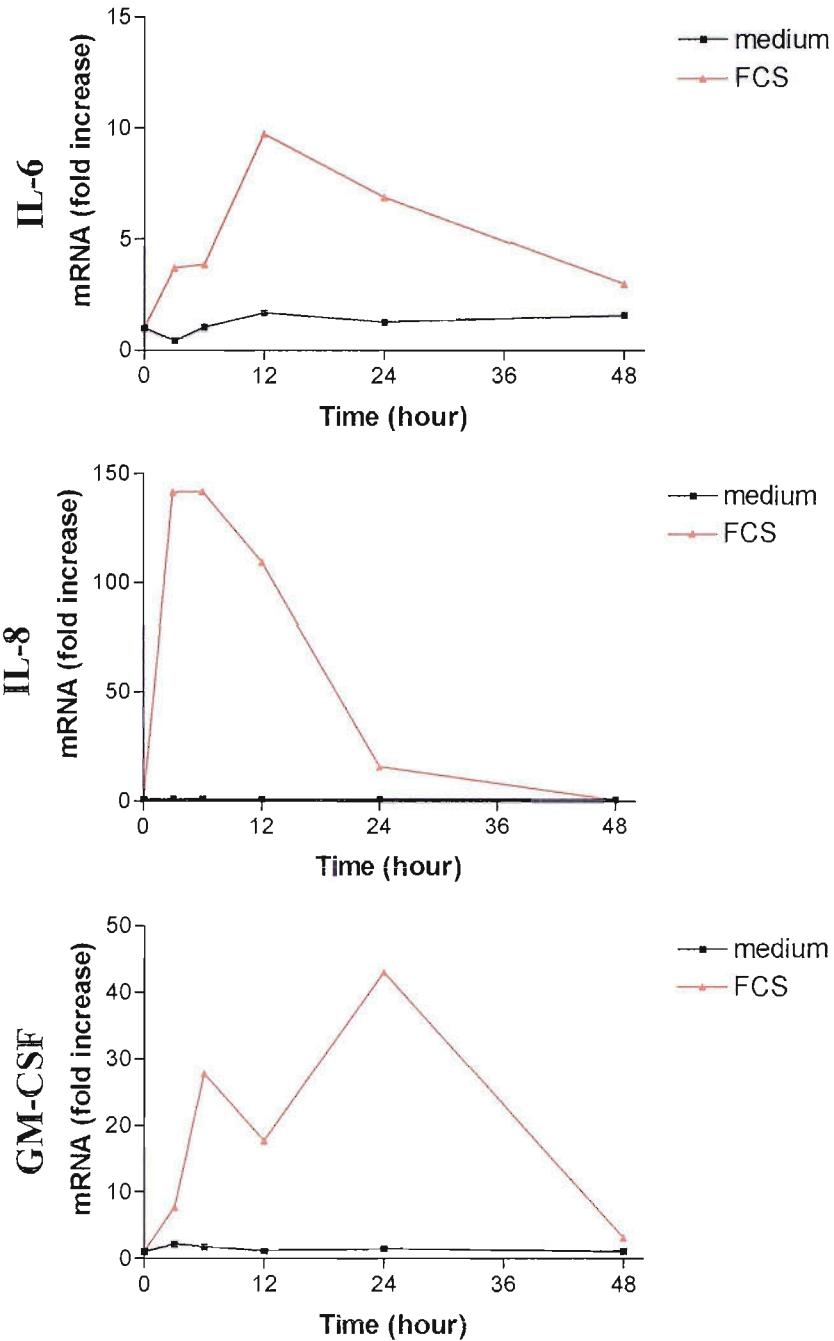 15
10
5
0
IL-6
mRNA (fold increase)
medium
FCS
0 12 24 36 48
Time (hour)
150
100
50
0
IL-8
mRNA (fold increase)
medium
FCS
0 12 24 36 48
Time (hour)
50
40
30
20
10
0
GM-CSF
mRNA (fold increase)
medium
FCS
0 12 24 36 48
Time (hour)